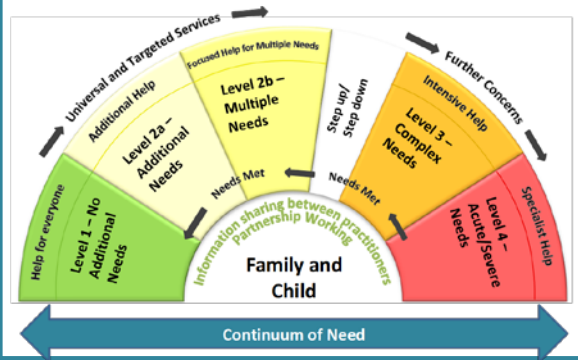 Universal and Targeted Services
Further Concerns
Help for everyone
Level 1 - No
Additional
Needs
Additional Help
Level 2a –
Additional
Needs
Focused Help for Multiple Needs
Level 2b –
Multiple
Needs
Step up/
Step down
Intensive Help
Level 3 –
Complex
Needs
Specialist Help
Level 4 –
Acute/Severe
Needs
Needs Met
Needs Met
Information sharing between practitioners
Partnership Working
Family and
Child
Continuum of Need